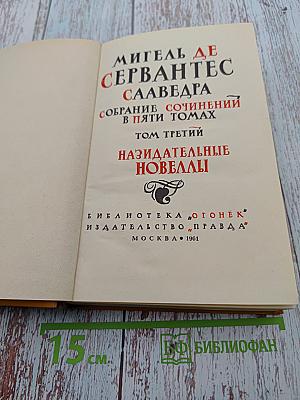 МИГЕЛЬ ДЕ
СЕРВАНТЕС
СААВЕДРА
СОБРАНИЕ СОЧИНЕНИЙ
В ПЯТИ ТОМАХ
ТОМ ТРЕТИЙ
НАЗИДАТЕЛЬНЫЕ
НОВЕЛЛЫ
БИБЛИОТЕКА „ОГОНЕК"
ИЗДАТЕЛЬСТВО „ПРАВДА"
МОСКВА • 1961
15 см. БФ БИБЛИОФАН